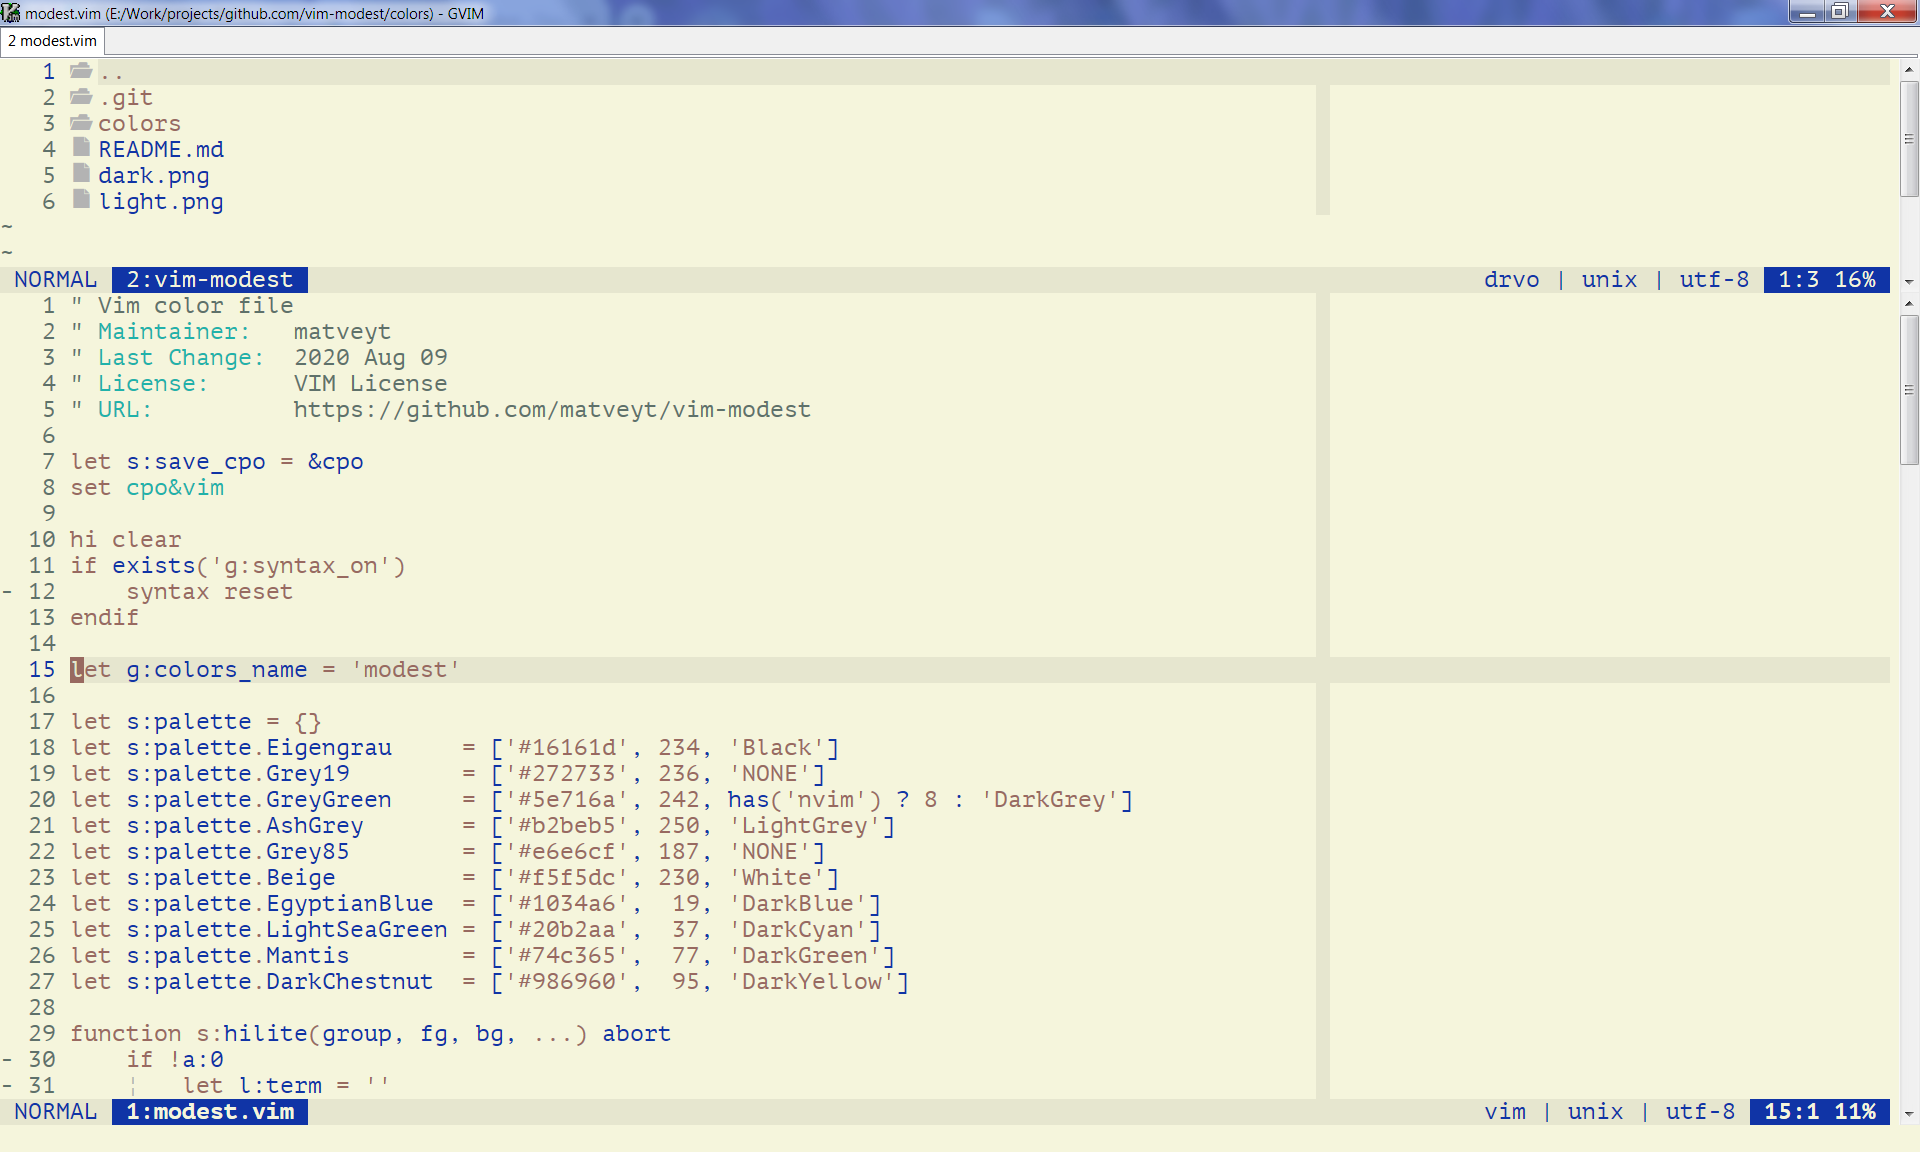 modest.vim (E:/Work/projects/github.com/vim-modest/colors) - GVIM
2 modest.vim
1 ..
2 .git
3 colors
4 README.md
5 dark.png
6 light.png
~
~
NORMAL 2:vim-modest drvo | unix | utf-8 1:3 16%
1 " Vim color file
2 " Maintainer:   matveyt
3 " Last Change:  2020 Aug 09
4 " License:      VIM License
5 " URL:          https://github.com/matveyt/vim-modest
6
7 let s:save_cpo = &cpo
8 set cpo&vim
9
10 hi clear
11 if exists('g:syntax_on')
- 12     syntax reset
13 endif
14
15 let g:colors_name = 'modest'
16
17 let s:palette = {}
18 let s:palette.Eigengrau     = ['#16161d', 234, 'Black']
19 let s:palette.Grey19        = ['#272733', 236, 'NONE']
20 let s:palette.GreyGreen     = ['#5e716a', 242, has('nvim') ? 8 : 'DarkGrey']
21 let s:palette.AshGrey       = ['#b2beb5', 250, 'LightGrey']
22 let s:palette.Grey85        = ['#e6e6cf', 187, 'NONE']
23 let s:palette.Beige         = ['#f5f5dc', 230, 'White']
24 let s:palette.EgyptianBlue  = ['#1034a6',  19, 'DarkBlue']
25 let s:palette.LightSeaGreen = ['#20b2aa',  37, 'DarkCyan']
26 let s:palette.Mantis        = ['#74c365',  77, 'DarkGreen']
27 let s:palette.DarkChestnut  = ['#986960',  95, 'DarkYellow']
28
29 function s:hilite(group, fg, bg, ...) abort
- 30     if !a:0
- 31     ¦   let l:term = ''
NORMAL 1:modest.vim vim | unix | utf-8 15:1 11%